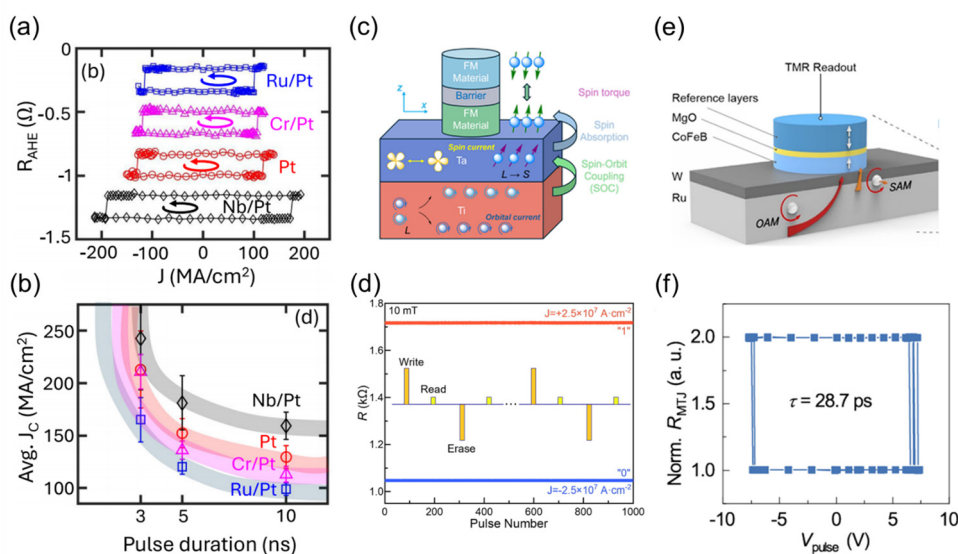 (a)
(b)
R_AHE (Ω)
0
-0.5
-1
-1.5
Ru/Pt
Cr/Pt
Pt
Nb/Pt
-200 -100 0 100 200
J (MA/cm²)
(b)
(d)
Avg. J_C (MA/cm²)
250
200
150
100
Nb/Pt
Pt
Cr/Pt
Ru/Pt
3 5 10
Pulse duration (ns)
(c)
z
x
FM
Material
Barrier
FM
Material
Spin torque
Spin
Absorption
Spin current
Ta
L → S
Spin-Orbit
Coupling
(SOC)
Ti
L
Orbital current
(d)
R (kΩ)
1.8
1.6
1.4
1.2
1.0
10 mT
J=+2.5×10⁷ A·cm⁻²
"1"
Write
Read
Erase
"0"
J=-2.5×10⁷ A·cm⁻²
0 200 400 600 800 1000
Pulse Number
(e)
TMR Readout
Reference layers
MgO
CoFeB
W
Ru
OAM
SAM
(f)
Norm. R_MTJ (a. u.)
2.0
1.5
1.0
τ = 28.7 ps
-10 -5 0 5 10
V_pulse (V)